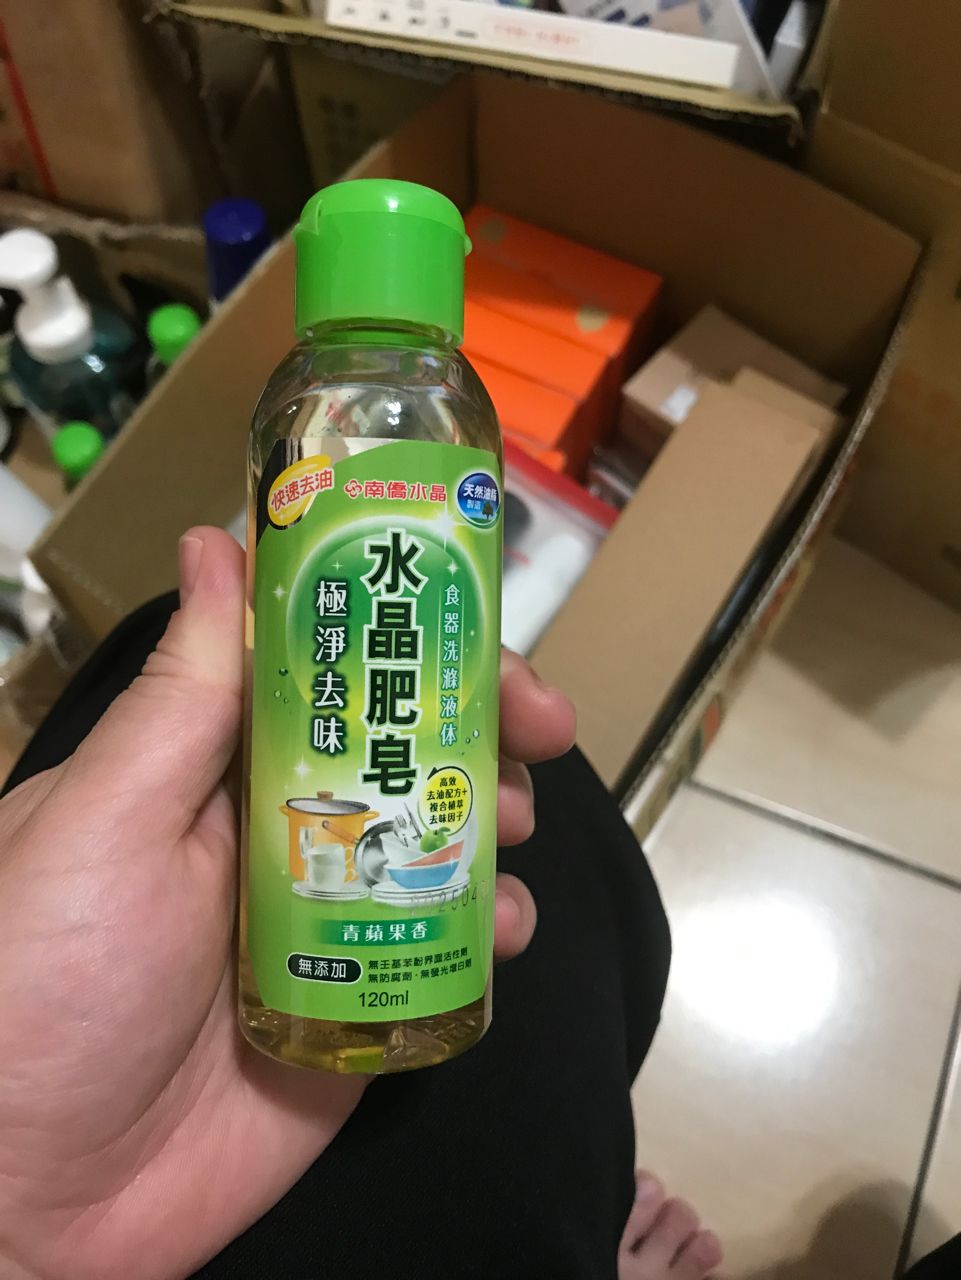 快速去油
南僑水晶
天然油脂
製造
水晶肥皂
食器洗滌液体
極淨去味
高效
去油配方+
複合植萃
去味因子
青蘋果香
無添加
無壬基苯酚界面活性劑
無防腐劑·無螢光增白劑
120ml